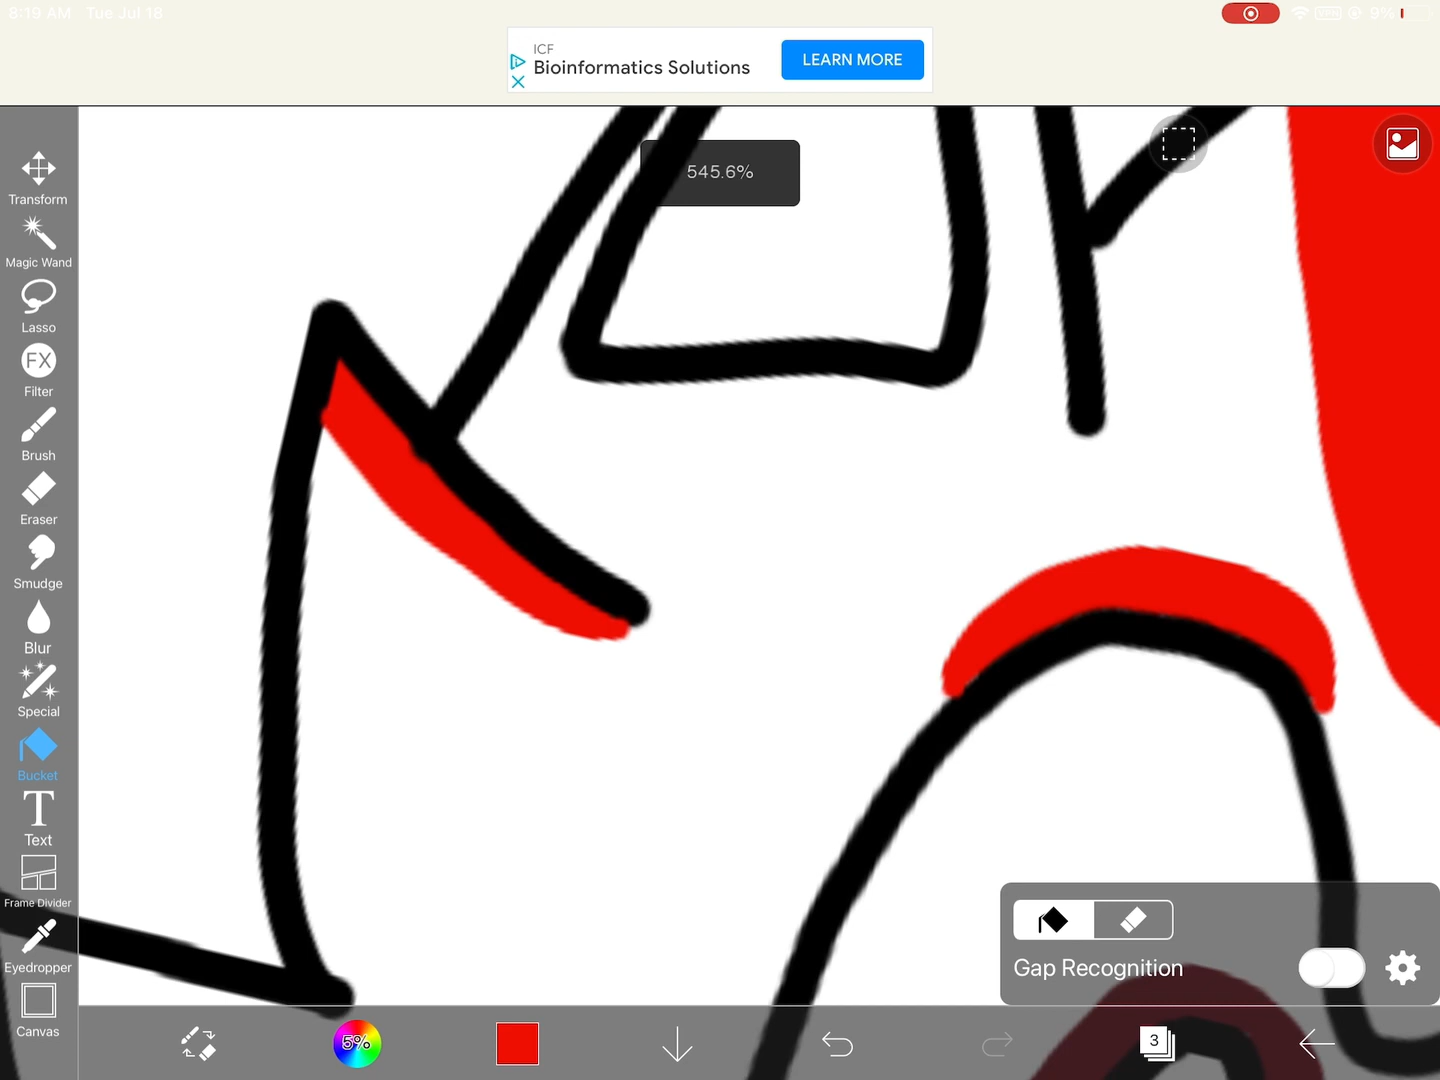 8:19 AM Tue Jul 18
VPN
9%
ICF
Bioinformatics Solutions
LEARN MORE
545.6%
Transform
Magic Wand
Lasso
FX
Filter
Brush
Eraser
Smudge
Blur
Special
Bucket
T
Text
Frame Divider
Eyedropper
Canvas
Gap Recognition
5%
3